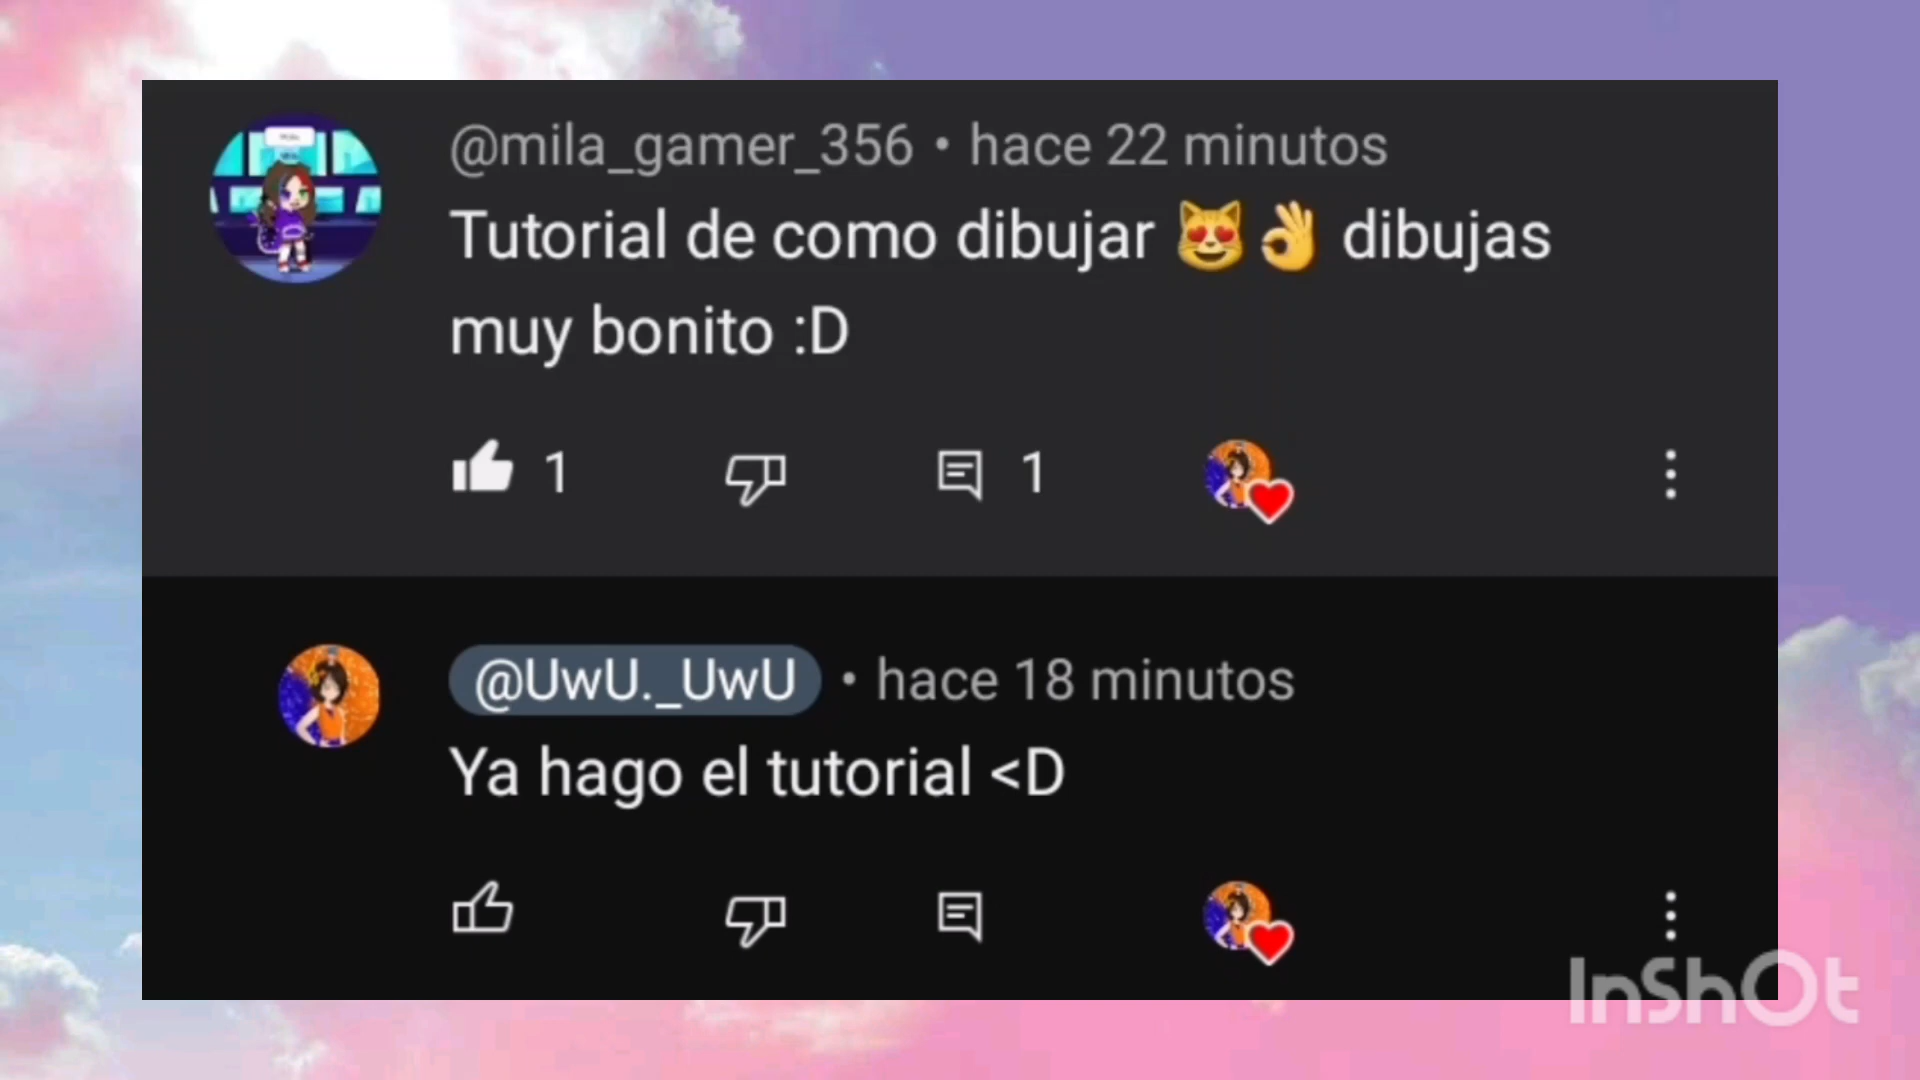 @mila_gamer_356 • hace 22 minutos
Tutorial de como dibujar 😻👌 dibujas
muy bonito :D
1 1
@UwU._UwU • hace 18 minutos
Ya hago el tutorial <D
InShOt